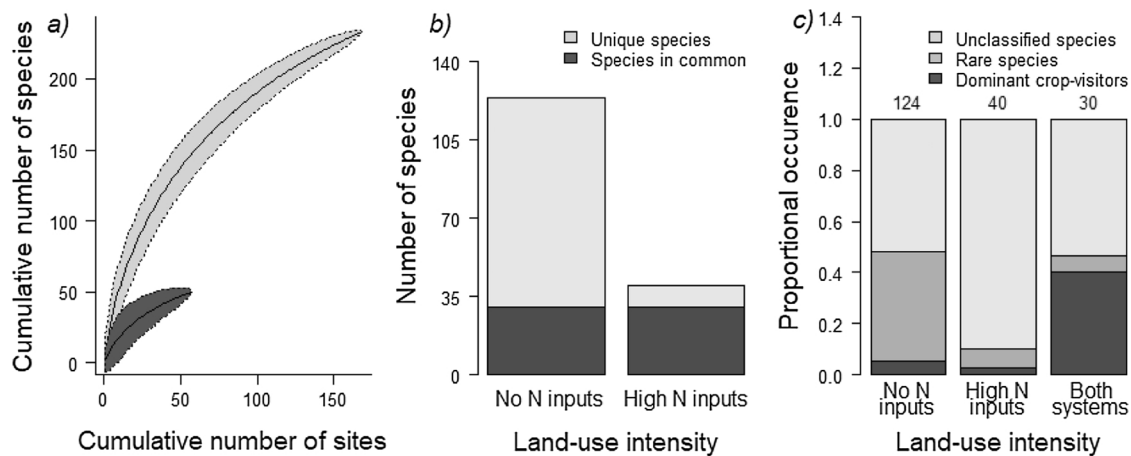 a)
Cumulative number of species
200
150
100
50
0
0 50 100 150
Cumulative number of sites
b)
Unique species
Species in common
Number of species
140
105
70
35
0
No N inputs High N inputs
Land-use intensity
c)
Unclassified species
Rare species
Dominant crop-visitors
Proportional occurence
1.4
1.2
1.0
0.8
0.6
0.4
0.2
0.0
124 40 30
No N inputs
High N inputs
Both systems
Land-use intensity